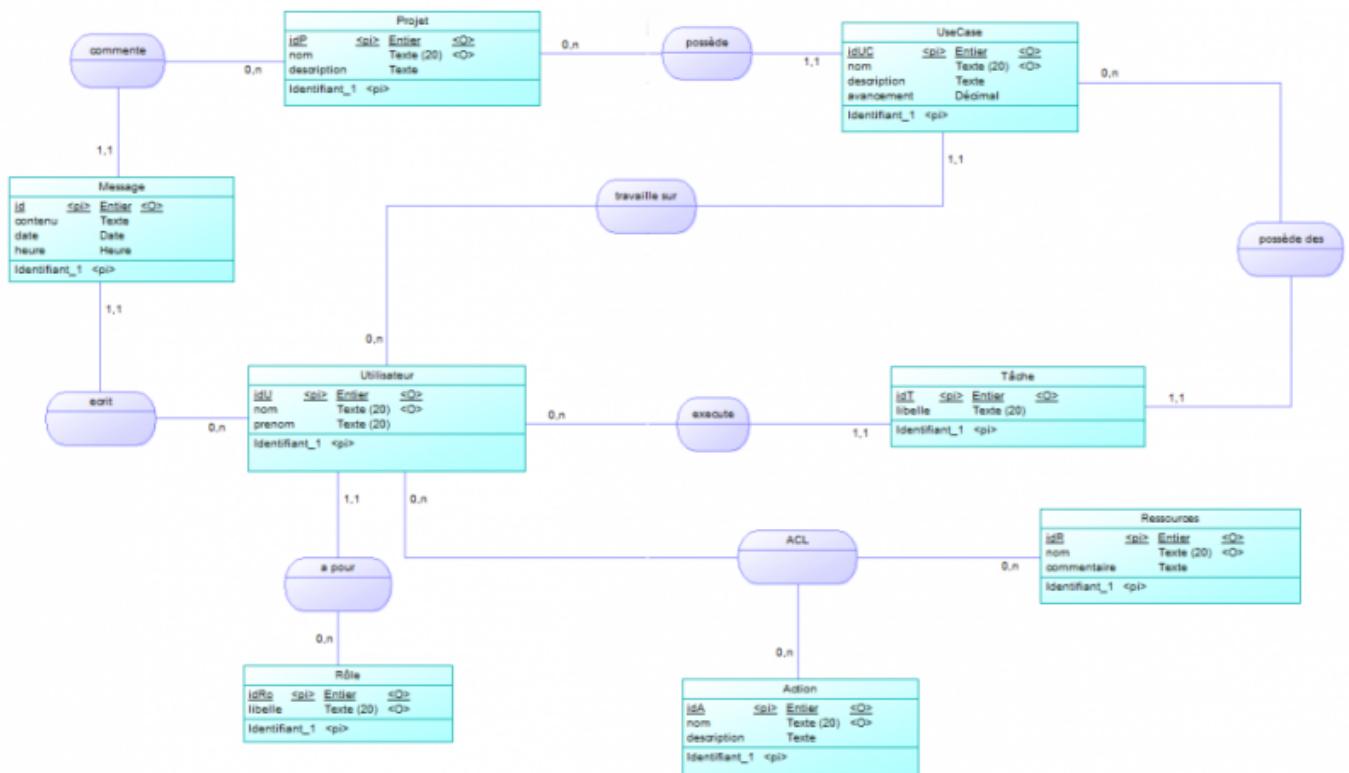 Projet
idP <pi> Entier <O>
nom Texte (20) <O>
description Texte
Identifiant_1 <pi>
commente
0,n
1,1
0,n
possède
1,1
UseCase
idUC <pi> Entier <O>
nom Texte (20) <O>
description Texte
avancement Décimal
Identifiant_1 <pi>
0,n
1,1
Message
id <pi> Entier <O>
contenu Texte
date Date
heure Heure
Identifiant_1 <pi>
travaille sur
possède des
1,1
0,n
ecrit
0,n
Utilisateur
idU <pi> Entier <O>
nom Texte (20) <O>
prenom Texte (20)
Identifiant_1 <pi>
0,n
execute
1,1
Tâche
idT <pi> Entier <O>
libelle Texte (20)
Identifiant_1 <pi>
1,1
1,1
0,n
a pour
0,n
ACL
0,n
Ressources
idR <pi> Entier <O>
nom Texte (20) <O>
commentaire Texte
Identifiant_1 <pi>
0,n
Rôle
idRo <pi> Entier <O>
libelle Texte (20) <O>
Identifiant_1 <pi>
Action
idA <pi> Entier <O>
nom Texte (20) <O>
description Texte
Identifiant_1 <pi>